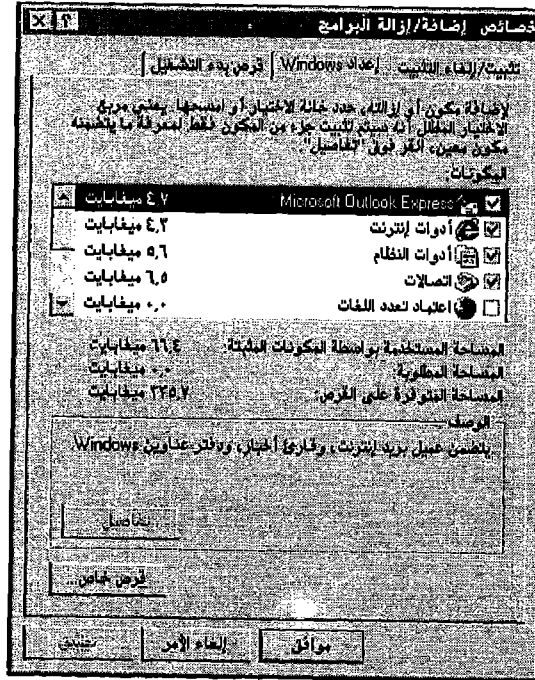 خصائص إضافة/إزالة البرامج
تثبيت/إلغاء التثبيت إعداد Windows قرص بدء التشغيل
لإضافة مكون أو إزالته، حدد خانة الاختيار أو امسحها. يعني مربع
الاختيار المظلل أنه سيتم تثبيت جزء من المكون فقط. لمعرفة ما يتضمنه
مكون معين، انقر فوق "تفاصيل".
المكونات:
Microsoft Outlook Express ٤,٧ ميغابايت
أدوات إنترنت ٤,٣ ميغابايت
أدوات النظام ٥,٦ ميغابايت
اتصالات ٦,٥ ميغابايت
اعتماد تعدد اللغات ٠,٠ ميغابايت
المساحة المستخدمة بواسطة المكونات المثبتة: ٦٦,٤ ميغابايت
المساحة المطلوبة: ٠,٠ ميغابايت
المساحة المتوفرة على القرص: ٢٢٥,٧ ميغابايت
الوصف
يتضمن عميل بريد إنترنت، وقارئ أخبار، ودفتر عناوين Windows.
تفاصيل...
قرص خاص...
موافق إلغاء الأمر تطبيق